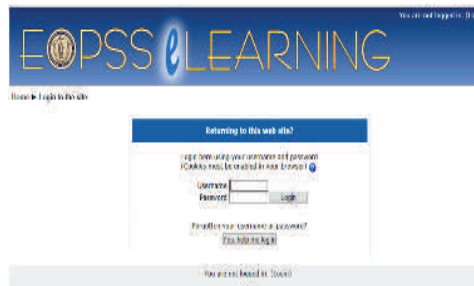 You are not logged in. (Lo
EOPSS eLEARNING
Home ► Login to the site
Returning to this web site?
Login here using your username and password
(Cookies must be enabled in your browser) ?
Username
Password Login
Forgotten your username or password?
Yes, help me log in
You are not logged in. (Login)